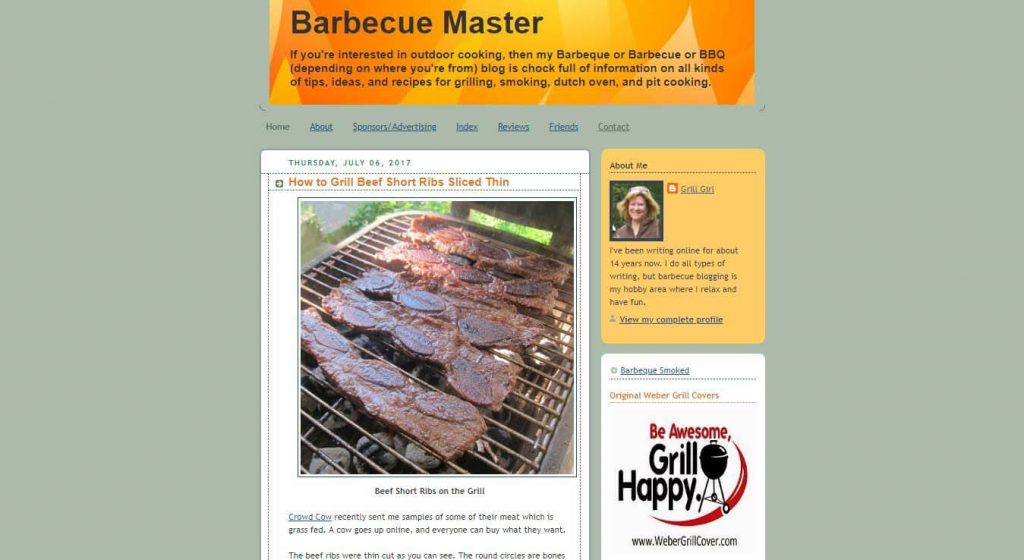 Barbecue Master
If you're interested in outdoor cooking, then my Barbeque or Barbecue or BBQ
(depending on where you're from) blog is chock full of information on all kinds
of tips, ideas, and recipes for grilling, smoking, dutch oven, and pit cooking.
Home About Sponsors/Advertising Index Reviews Friends Contact
THURSDAY, JULY 06, 2017
How to Grill Beef Short Ribs Sliced Thin
Beef Short Ribs on the Grill
Crowd Cow recently sent me samples of some of their meat which is
grass fed. A cow goes up online, and everyone can buy what they want.
The beef ribs were thin cut as you can see. The round circles are bones
About Me
Grill Girl
I've been writing online for about
14 years now. I do all types of
writing, but barbecue blogging is
my hobby area where I relax and
have fun.
View my complete profile
Barbeque Smoked
Original Weber Grill Covers
Be Awesome,
Grill
Happy.
www.WeberGrillCover.com